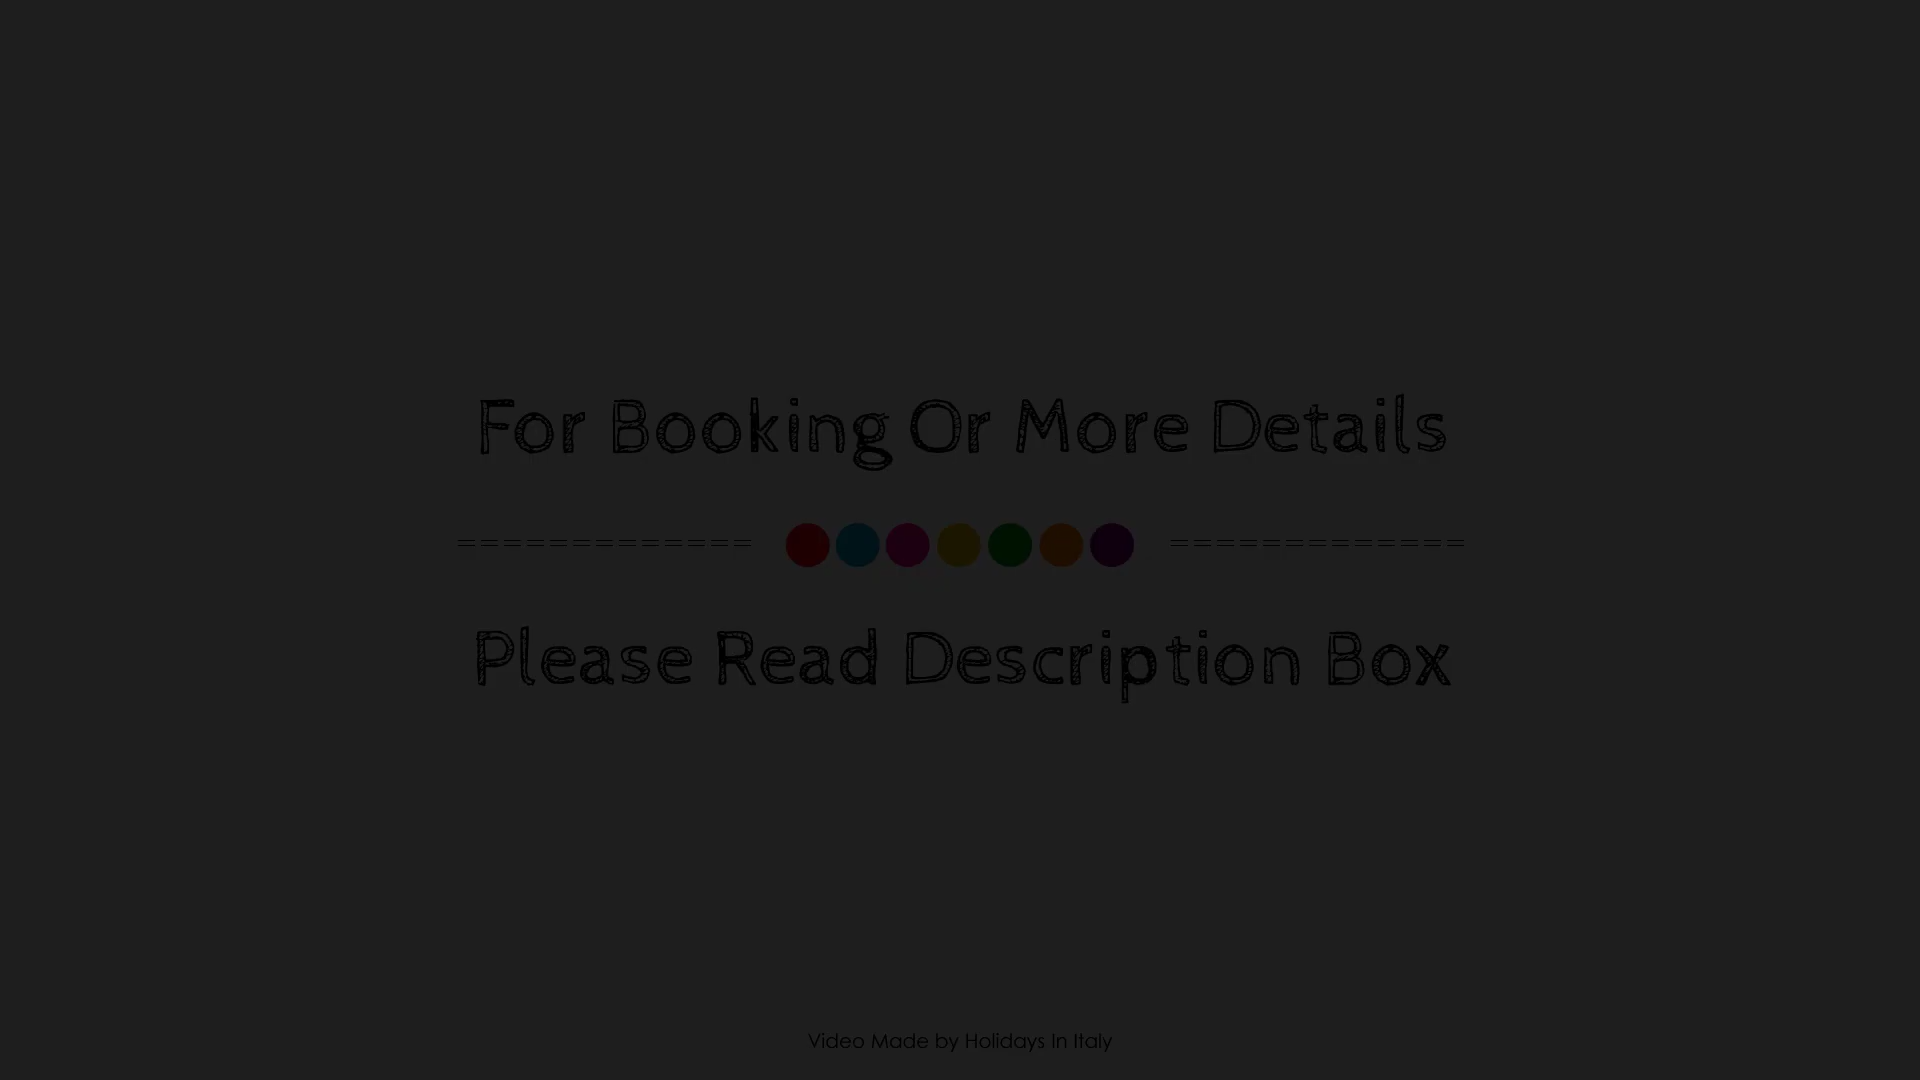 For Booking Or More Details
============= =============
Please Read Description Box
Video Made by Holidays In Italy